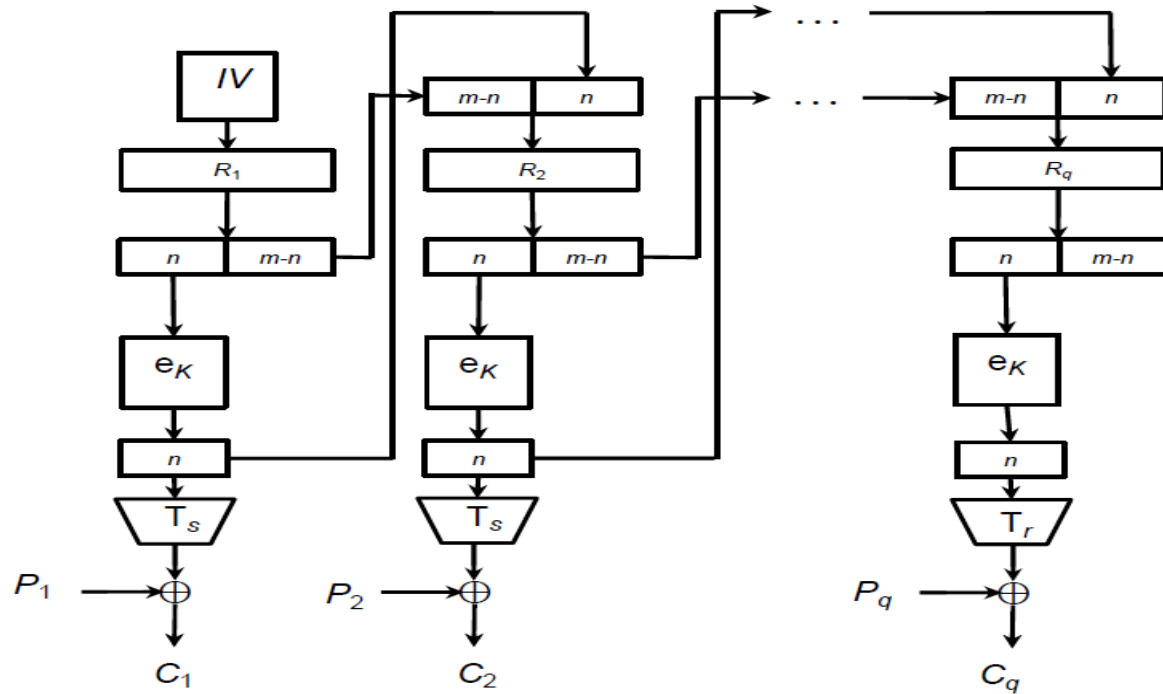 . . .
IV
m-n n
m-n n
. . .
R1
R2
Rq
n m-n
n m-n
n m-n
eK
eK
eK
n
n
n
Ts
Ts
Tr
P1
P2
Pq
C1
C2
Cq